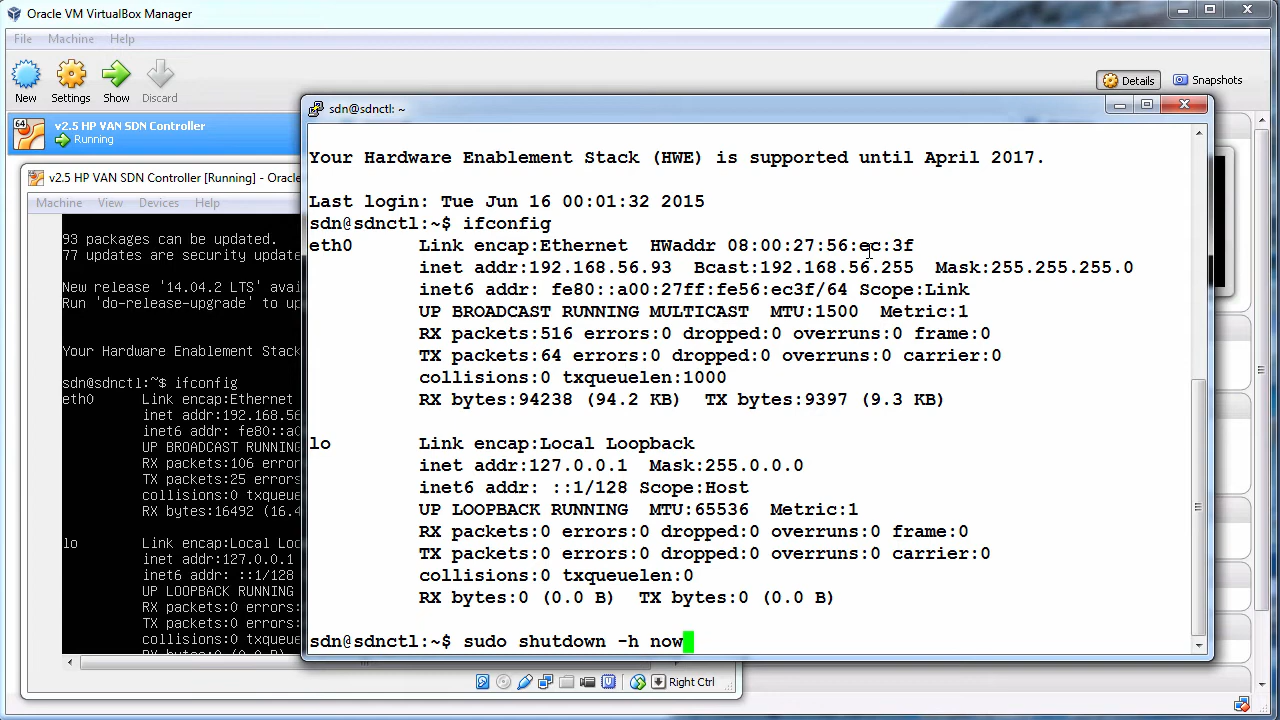 Oracle VM VirtualBox Manager
File Machine Help
New Settings Show Discard
Details Snapshots
64
v2.5 HP VAN SDN Controller
Running
v2.5 HP VAN SDN Controller [Running] - Orac
Machine View Devices Help
93 packages can be updated.
77 updates are security update
New release '14.04.2 LTS' avai
Run 'do-release-upgrade' to up
Your Hardware Enablement Stack
sdn@sdnctl:~$ ifconfig
eth0 Link encap:Ethernet
inet addr:192.168.56
inet6 addr: fe80::a0
UP BROADCAST RUNNING
RX packets:106 error
TX packets:25 errors
collisions:0 txqueue
RX bytes:16492 (16.4
lo Link encap:Local Loo
inet addr:127.0.0.1
inet6 addr: ::1/128
UP LOOPBACK RUNNING
RX packets:0 errors:
TX packets:0 errors:
collisions:0 txqueue
Right Ctrl
sdn@sdnctl: ~
Your Hardware Enablement Stack (HWE) is supported until April 2017.
Last login: Tue Jun 16 00:01:32 2015
sdn@sdnctl:~$ ifconfig
eth0 Link encap:Ethernet HWaddr 08:00:27:56:ec:3f
inet addr:192.168.56.93 Bcast:192.168.56.255 Mask:255.255.255.0
inet6 addr: fe80::a00:27ff:fe56:ec3f/64 Scope:Link
UP BROADCAST RUNNING MULTICAST MTU:1500 Metric:1
RX packets:516 errors:0 dropped:0 overruns:0 frame:0
TX packets:64 errors:0 dropped:0 overruns:0 carrier:0
collisions:0 txqueuelen:1000
RX bytes:94238 (94.2 KB) TX bytes:9397 (9.3 KB)
lo Link encap:Local Loopback
inet addr:127.0.0.1 Mask:255.0.0.0
inet6 addr: ::1/128 Scope:Host
UP LOOPBACK RUNNING MTU:65536 Metric:1
RX packets:0 errors:0 dropped:0 overruns:0 frame:0
TX packets:0 errors:0 dropped:0 overruns:0 carrier:0
collisions:0 txqueuelen:0
RX bytes:0 (0.0 B) TX bytes:0 (0.0 B)
sdn@sdnctl:~$ sudo shutdown -h now